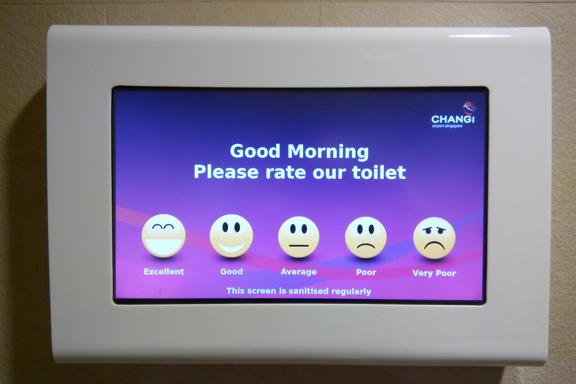 CHANGI
airport singapore
Good Morning
Please rate our toilet
Excellent
Good
Average
Poor
Very Poor
This screen is sanitised regularly